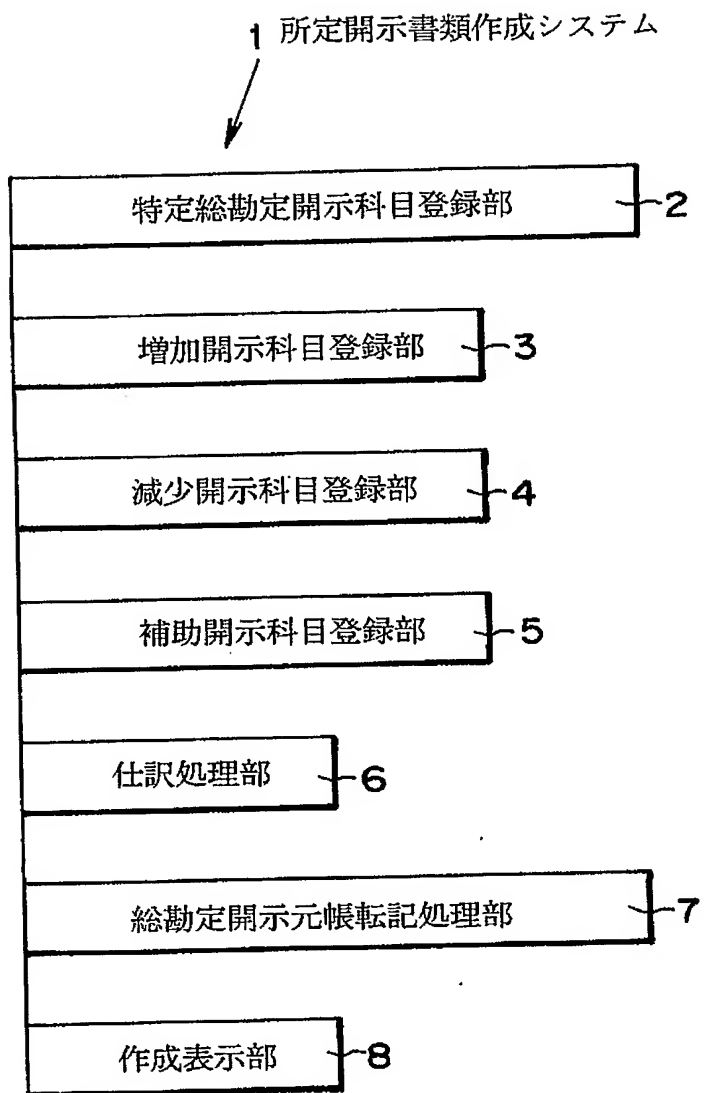 1 所定開示書類作成システム
特定総勘定開示科目登録部 2
増加開示科目登録部 3
減少開示科目登録部 4
補助開示科目登録部 5
仕訳処理部 6
総勘定開示元帳転記処理部 7
作成表示部 8